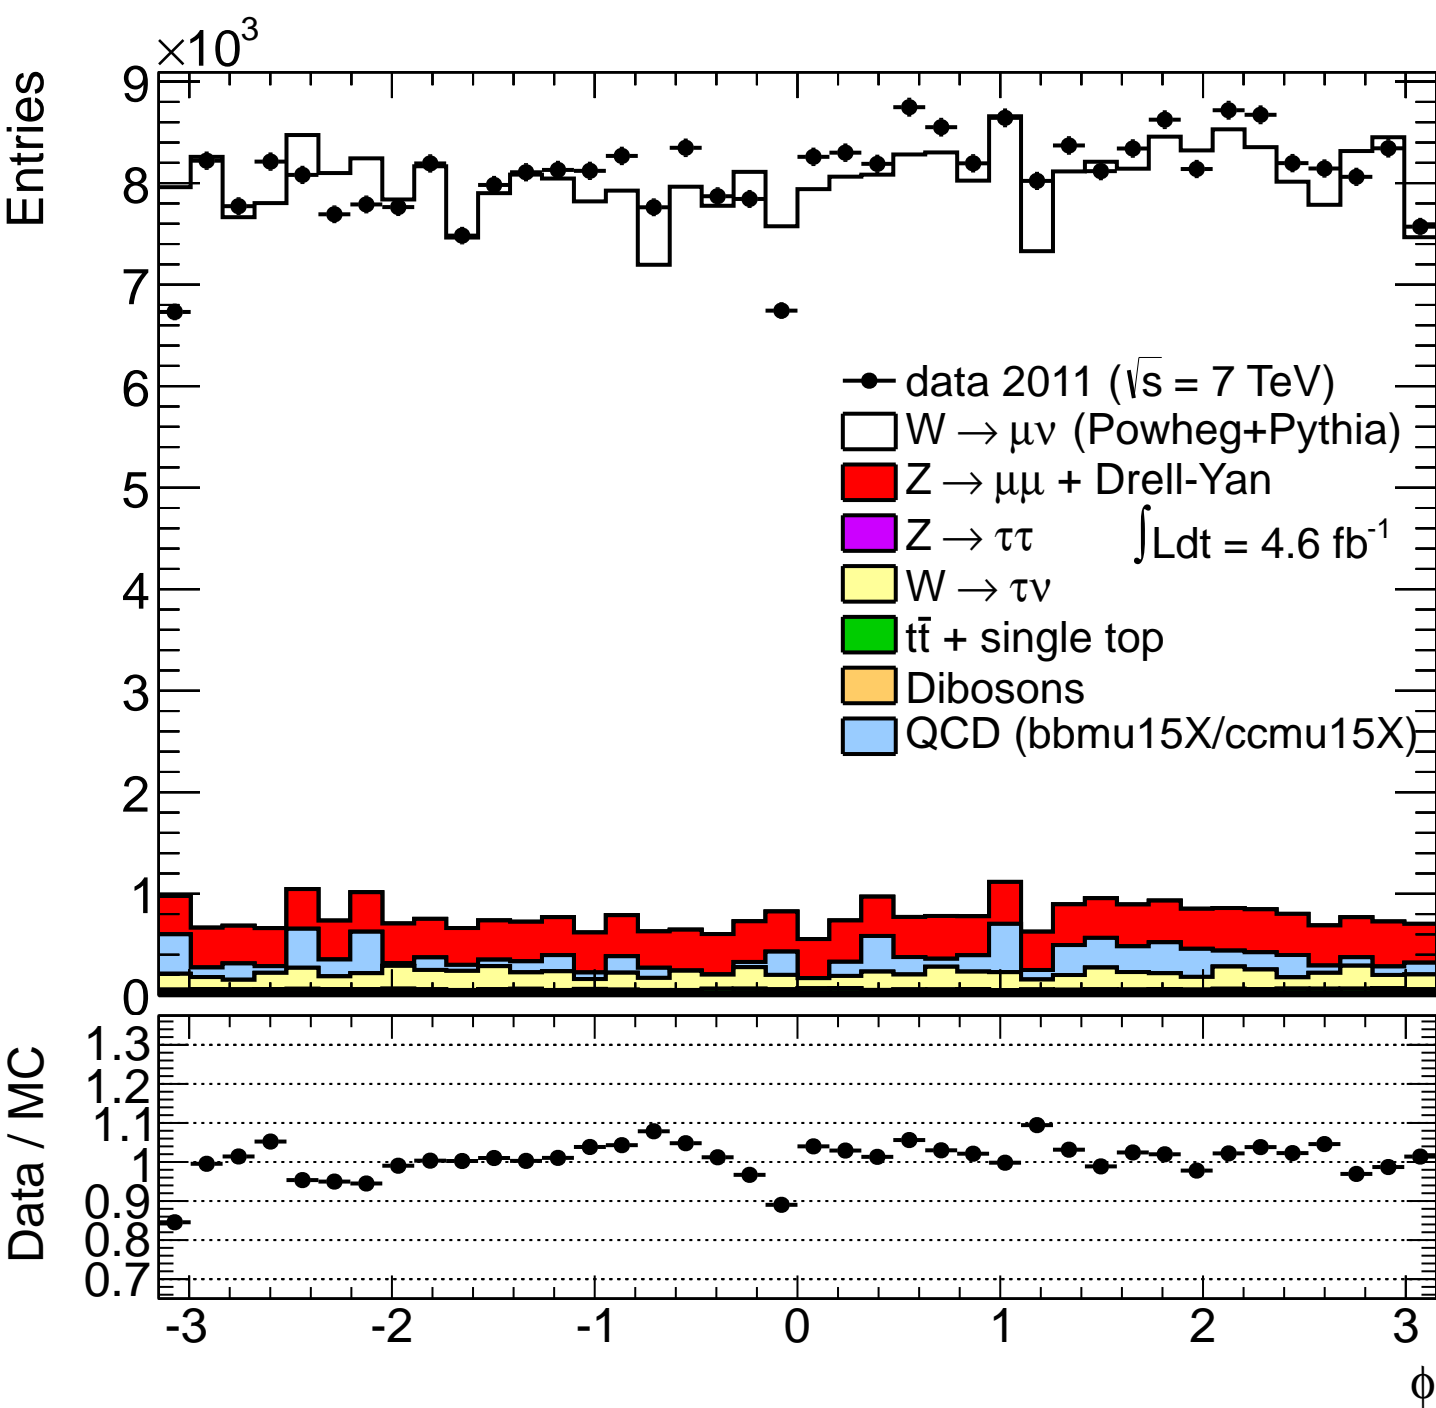 ×10³
Entries
9
8
7
6
5
4
3
2
1
0
data 2011 (√s = 7 TeV)
W → μν (Powheg+Pythia)
Z → μμ + Drell-Yan
Z → ττ
∫Ldt = 4.6 fb⁻¹
W → τν
tt̄ + single top
Dibosons
QCD (bbmu15X/ccmu15X)
Data / MC
1.3
1.2
1.1
1
0.9
0.8
0.7
-3 -2 -1 0 1 2 3
ϕ